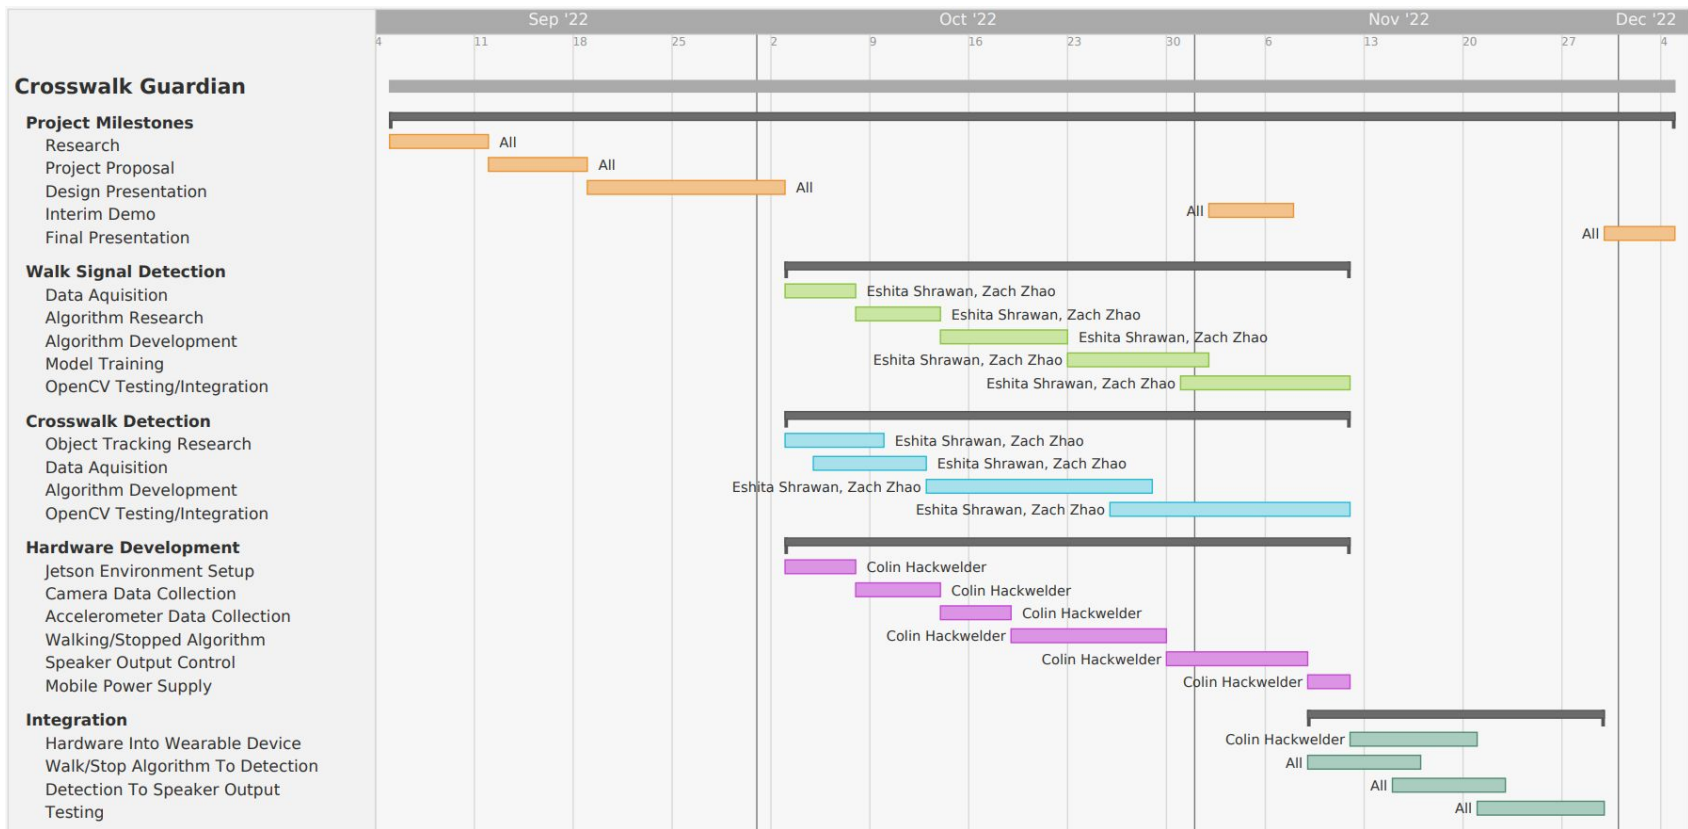 Sep '22 Oct '22 Nov '22 Dec '22
4 11 18 25 2 9 16 23 30 6 13 20 27 4
Crosswalk Guardian
Project Milestones
Research All
Project Proposal All
Design Presentation All
Interim Demo All
Final Presentation All
Walk Signal Detection
Data Aquisition Eshita Shrawan, Zach Zhao
Algorithm Research Eshita Shrawan, Zach Zhao
Algorithm Development Eshita Shrawan, Zach Zhao
Model Training Eshita Shrawan, Zach Zhao
OpenCV Testing/Integration Eshita Shrawan, Zach Zhao
Crosswalk Detection
Object Tracking Research Eshita Shrawan, Zach Zhao
Data Aquisition Eshita Shrawan, Zach Zhao
Algorithm Development Eshita Shrawan, Zach Zhao
OpenCV Testing/Integration Eshita Shrawan, Zach Zhao
Hardware Development
Jetson Environment Setup Colin Hackwelder
Camera Data Collection Colin Hackwelder
Accelerometer Data Collection Colin Hackwelder
Walking/Stopped Algorithm Colin Hackwelder
Speaker Output Control Colin Hackwelder
Mobile Power Supply Colin Hackwelder
Integration
Hardware Into Wearable Device Colin Hackwelder
Walk/Stop Algorithm To Detection All
Detection To Speaker Output All
Testing All